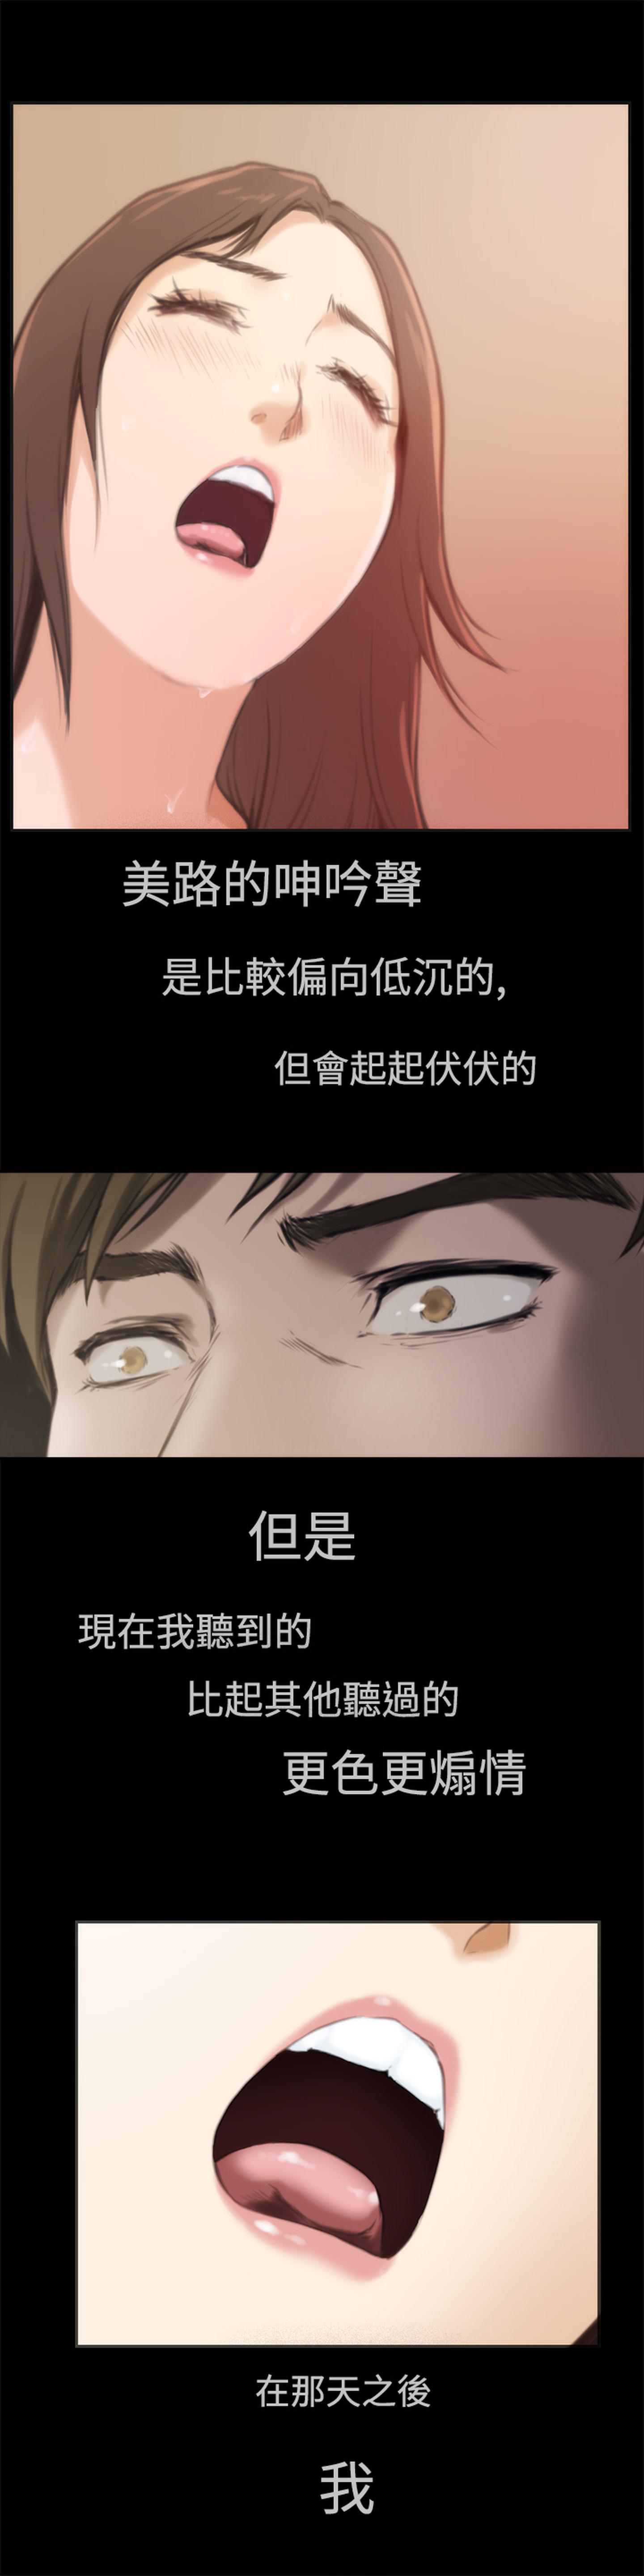 美路的呻吟聲
是比較偏向低沉的,
但會起起伏伏的
但是
現在我聽到的
比起其他聽過的
更色更煽情
在那天之後
我